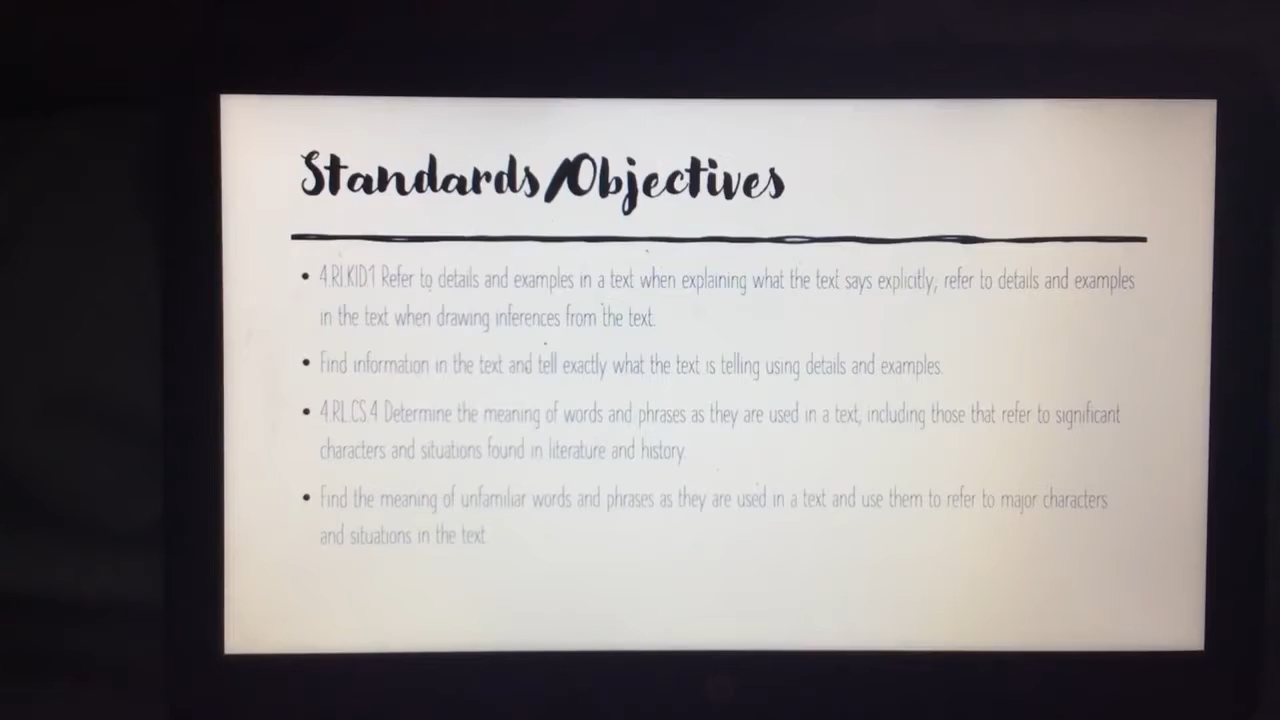 Standards/Objectives
• 4.RI.KID.1 Refer to details and examples in a text when explaining what the text says explicitly; refer to details and examples
in the text when drawing inferences from the text.
• Find information in the text and tell exactly what the text is telling using details and examples.
• 4.RL.CS.4 Determine the meaning of words and phrases as they are used in a text, including those that refer to significant
characters and situations found in literature and history.
• Find the meaning of unfamiliar words and phrases as they are used in a text and use them to refer to major characters
and situations in the text.